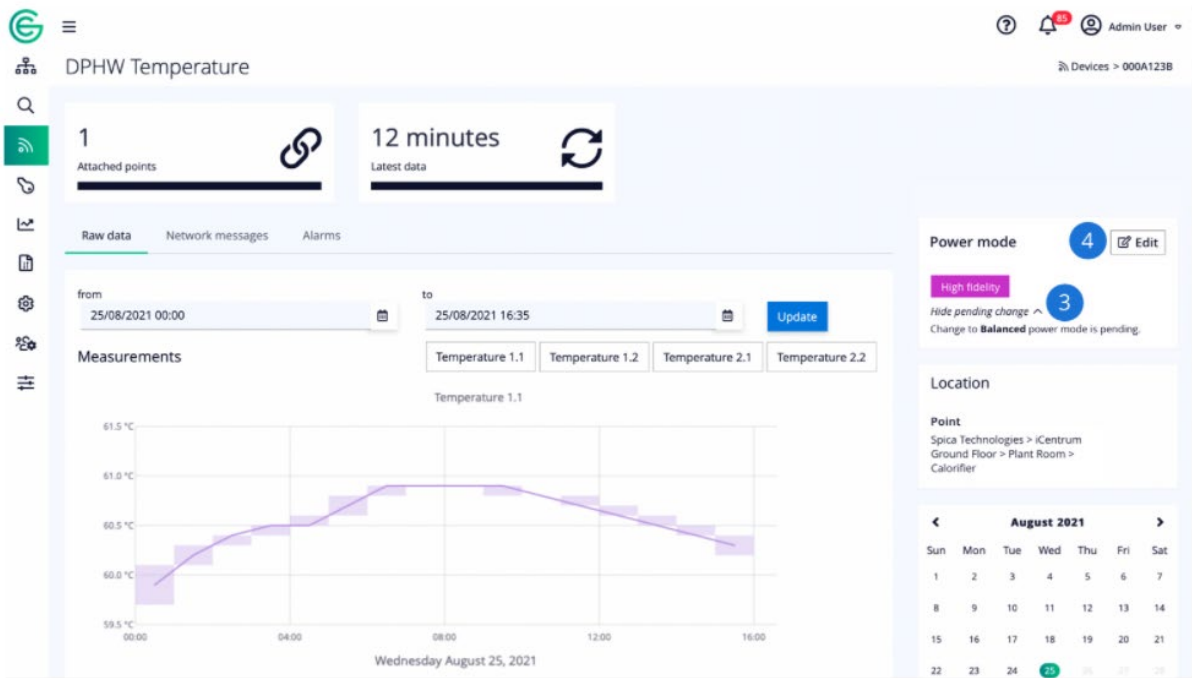 85
Admin User
DPHW Temperature
Devices > 000A123B
1
Attached points
12 minutes
Latest data
Raw data Network messages Alarms
from
25/08/2021 00:00
to
25/08/2021 16:35
Update
Measurements
Temperature 1.1 Temperature 1.2 Temperature 2.1 Temperature 2.2
Temperature 1.1
61.5 °C
61.0 °C
60.5 °C
60.0 °C
59.5 °C
00:00 04:00 08:00 12:00 16:00
Wednesday August 25, 2021
Power mode
4
Edit
High fidelity
Hide pending change
3
Change to Balanced power mode is pending.
Location
Point
Spica Technologies > iCentrum
Ground Floor > Plant Room >
Calorifier
August 2021
Sun Mon Tue Wed Thu Fri Sat
1 2 3 4 5 6 7
8 9 10 11 12 13 14
15 16 17 18 19 20 21
22 23 24 25 26 27 28